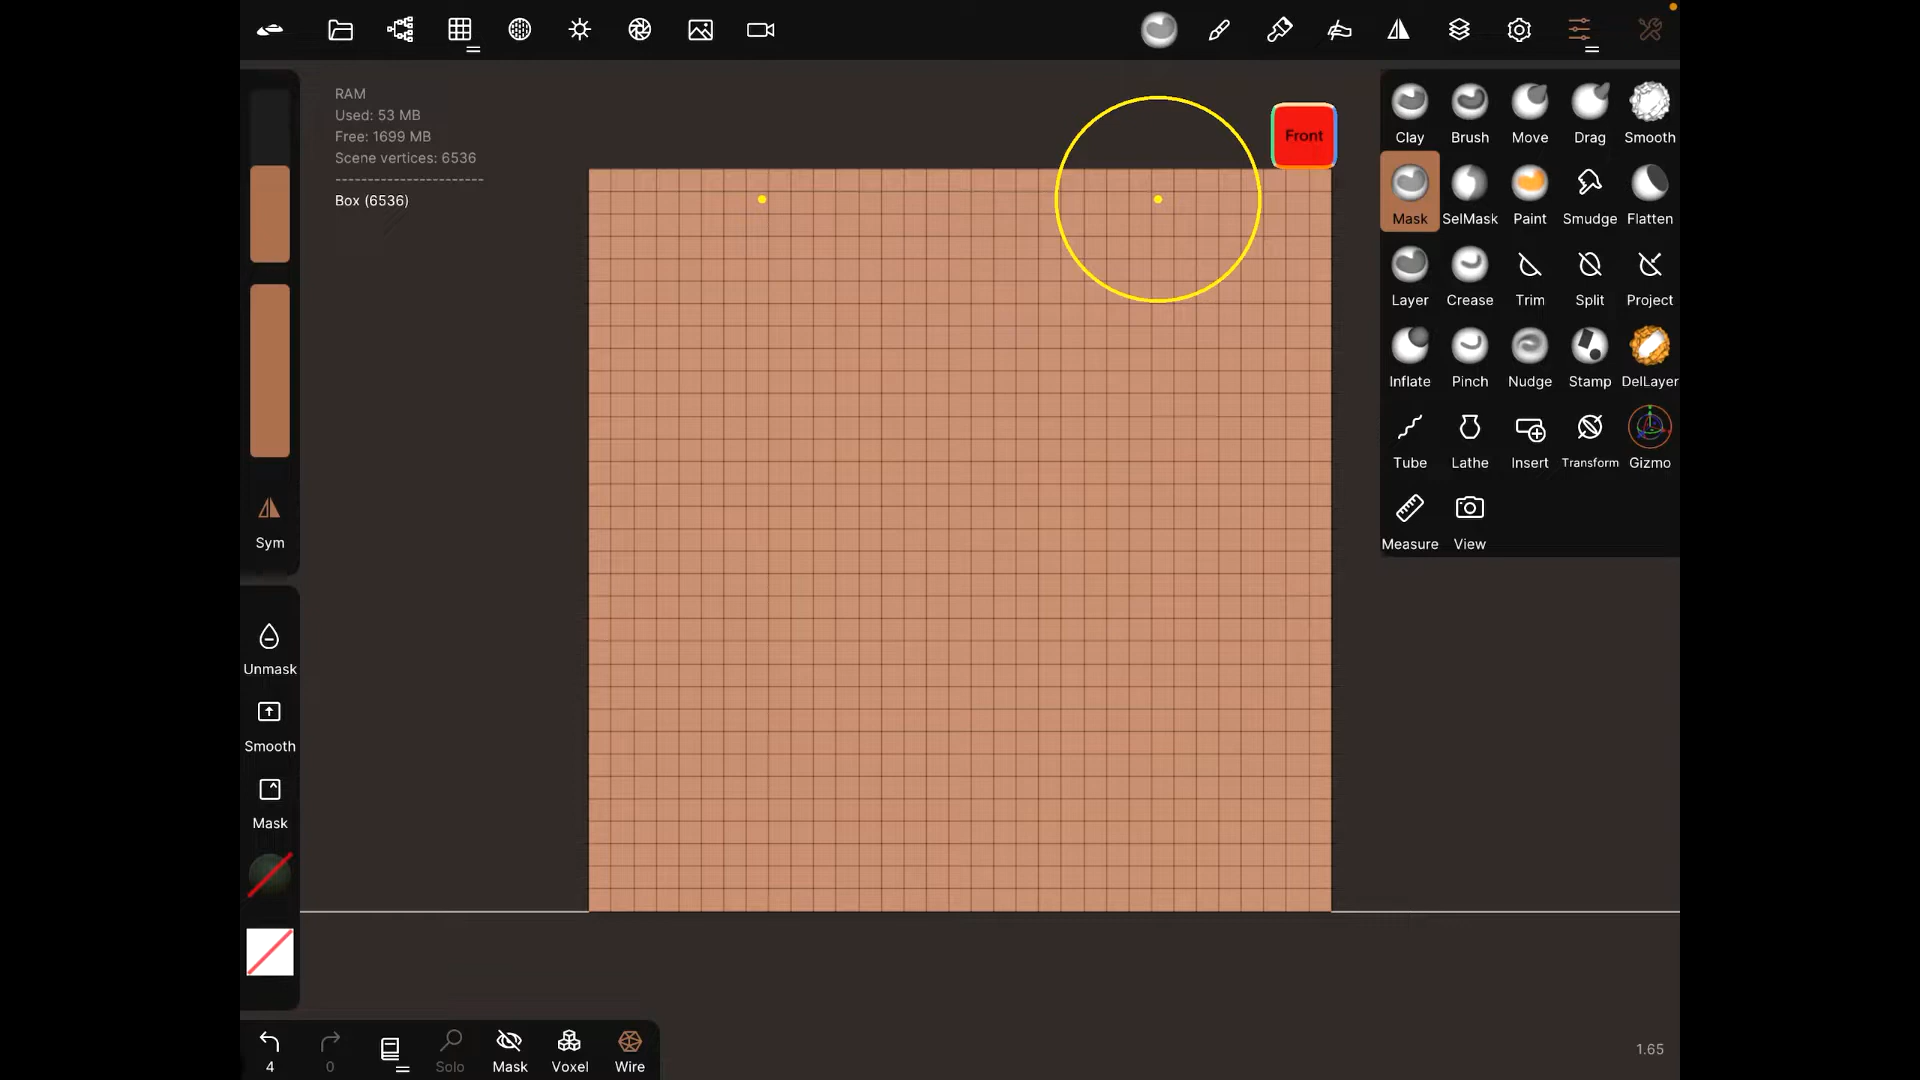 RAM
Used: 53 MB
Free: 1699 MB
Scene vertices: 6536
------------------------
Box (6536)
Front
Clay Brush Move Drag Smooth
Mask SelMask Paint Smudge Flatten
Layer Crease Trim Split Project
Inflate Pinch Nudge Stamp DelLayer
Tube Lathe Insert Transform Gizmo
Measure View
Sym
Unmask
Smooth
Mask
4 0 Solo Mask Voxel Wire
1.65